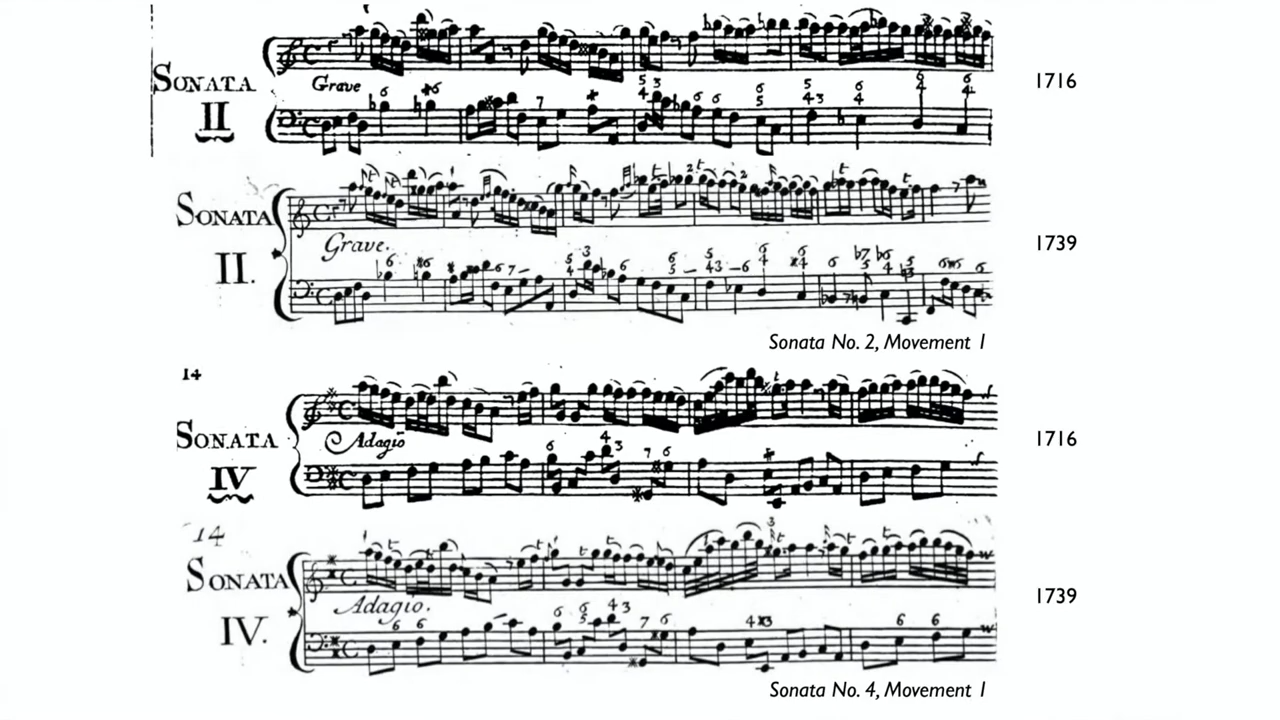 SONATA
II
Grave
1716
SONATA
II.
Grave.
1739
Sonata No. 2, Movement 1
14
SONATA
IV
Adagio
1716
14
SONATA
IV.
Adagio.
1739
Sonata No. 4, Movement 1